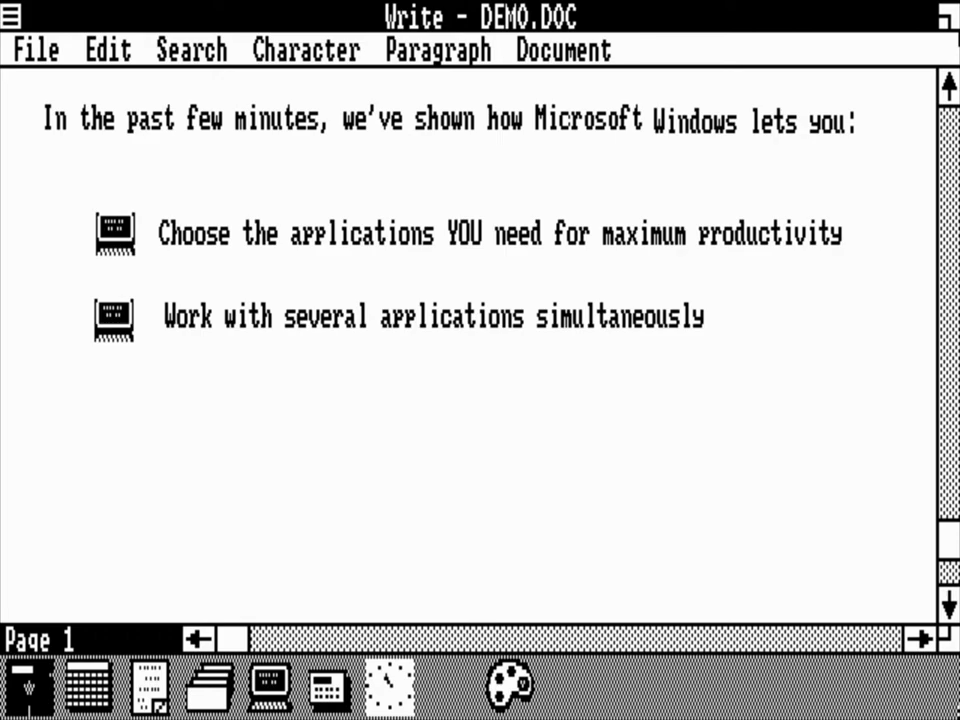 Write - DEMO.DOC
File Edit Search Character Paragraph Document
In the past few minutes, we've shown how Microsoft Windows lets you:
Choose the applications YOU need for maximum productivity
Work with several applications simultaneously
Page 1